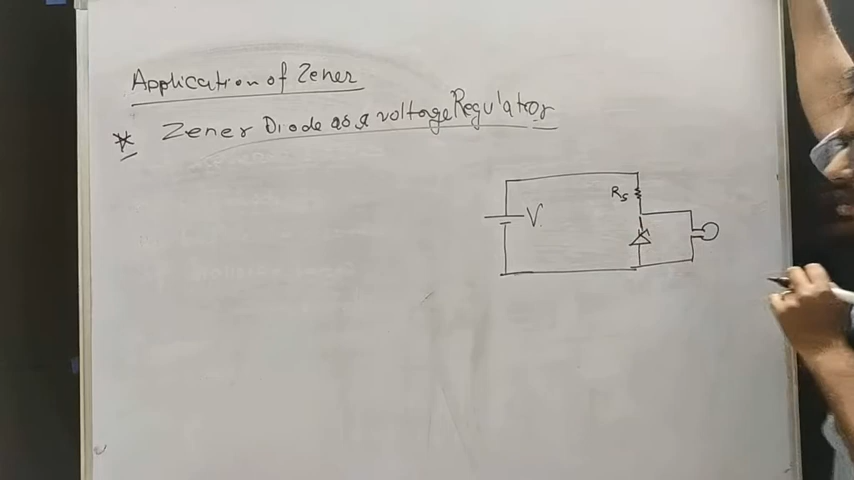 Application of Zener
* Zener Diode as a voltage Regulator
Rs
V